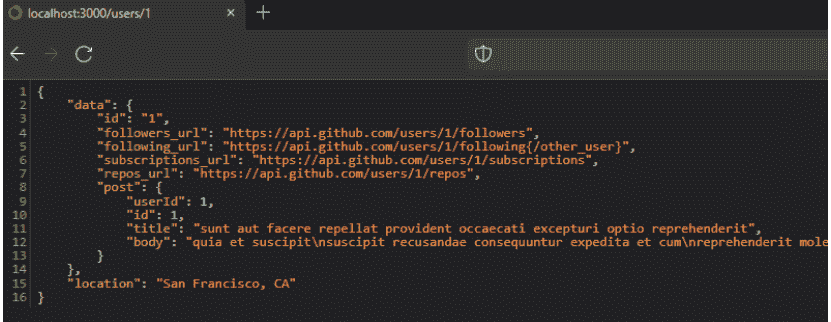 localhost:3000/users/1
1 {
2 "data": {
3 "id": "1",
4 "followers_url": "https://api.github.com/users/1/followers",
5 "following_url": "https://api.github.com/users/1/following{/other_user}",
6 "subscriptions_url": "https://api.github.com/users/1/subscriptions",
7 "repos_url": "https://api.github.com/users/1/repos",
8 "post": {
9 "userId": 1,
10 "id": 1,
11 "title": "sunt aut facere repellat provident occaecati excepturi optio reprehenderit",
12 "body": "quia et suscipit\nsuscipit recusandae consequuntur expedita et cum\nreprehenderit mole
13 }
14 },
15 "location": "San Francisco, CA"
16 }